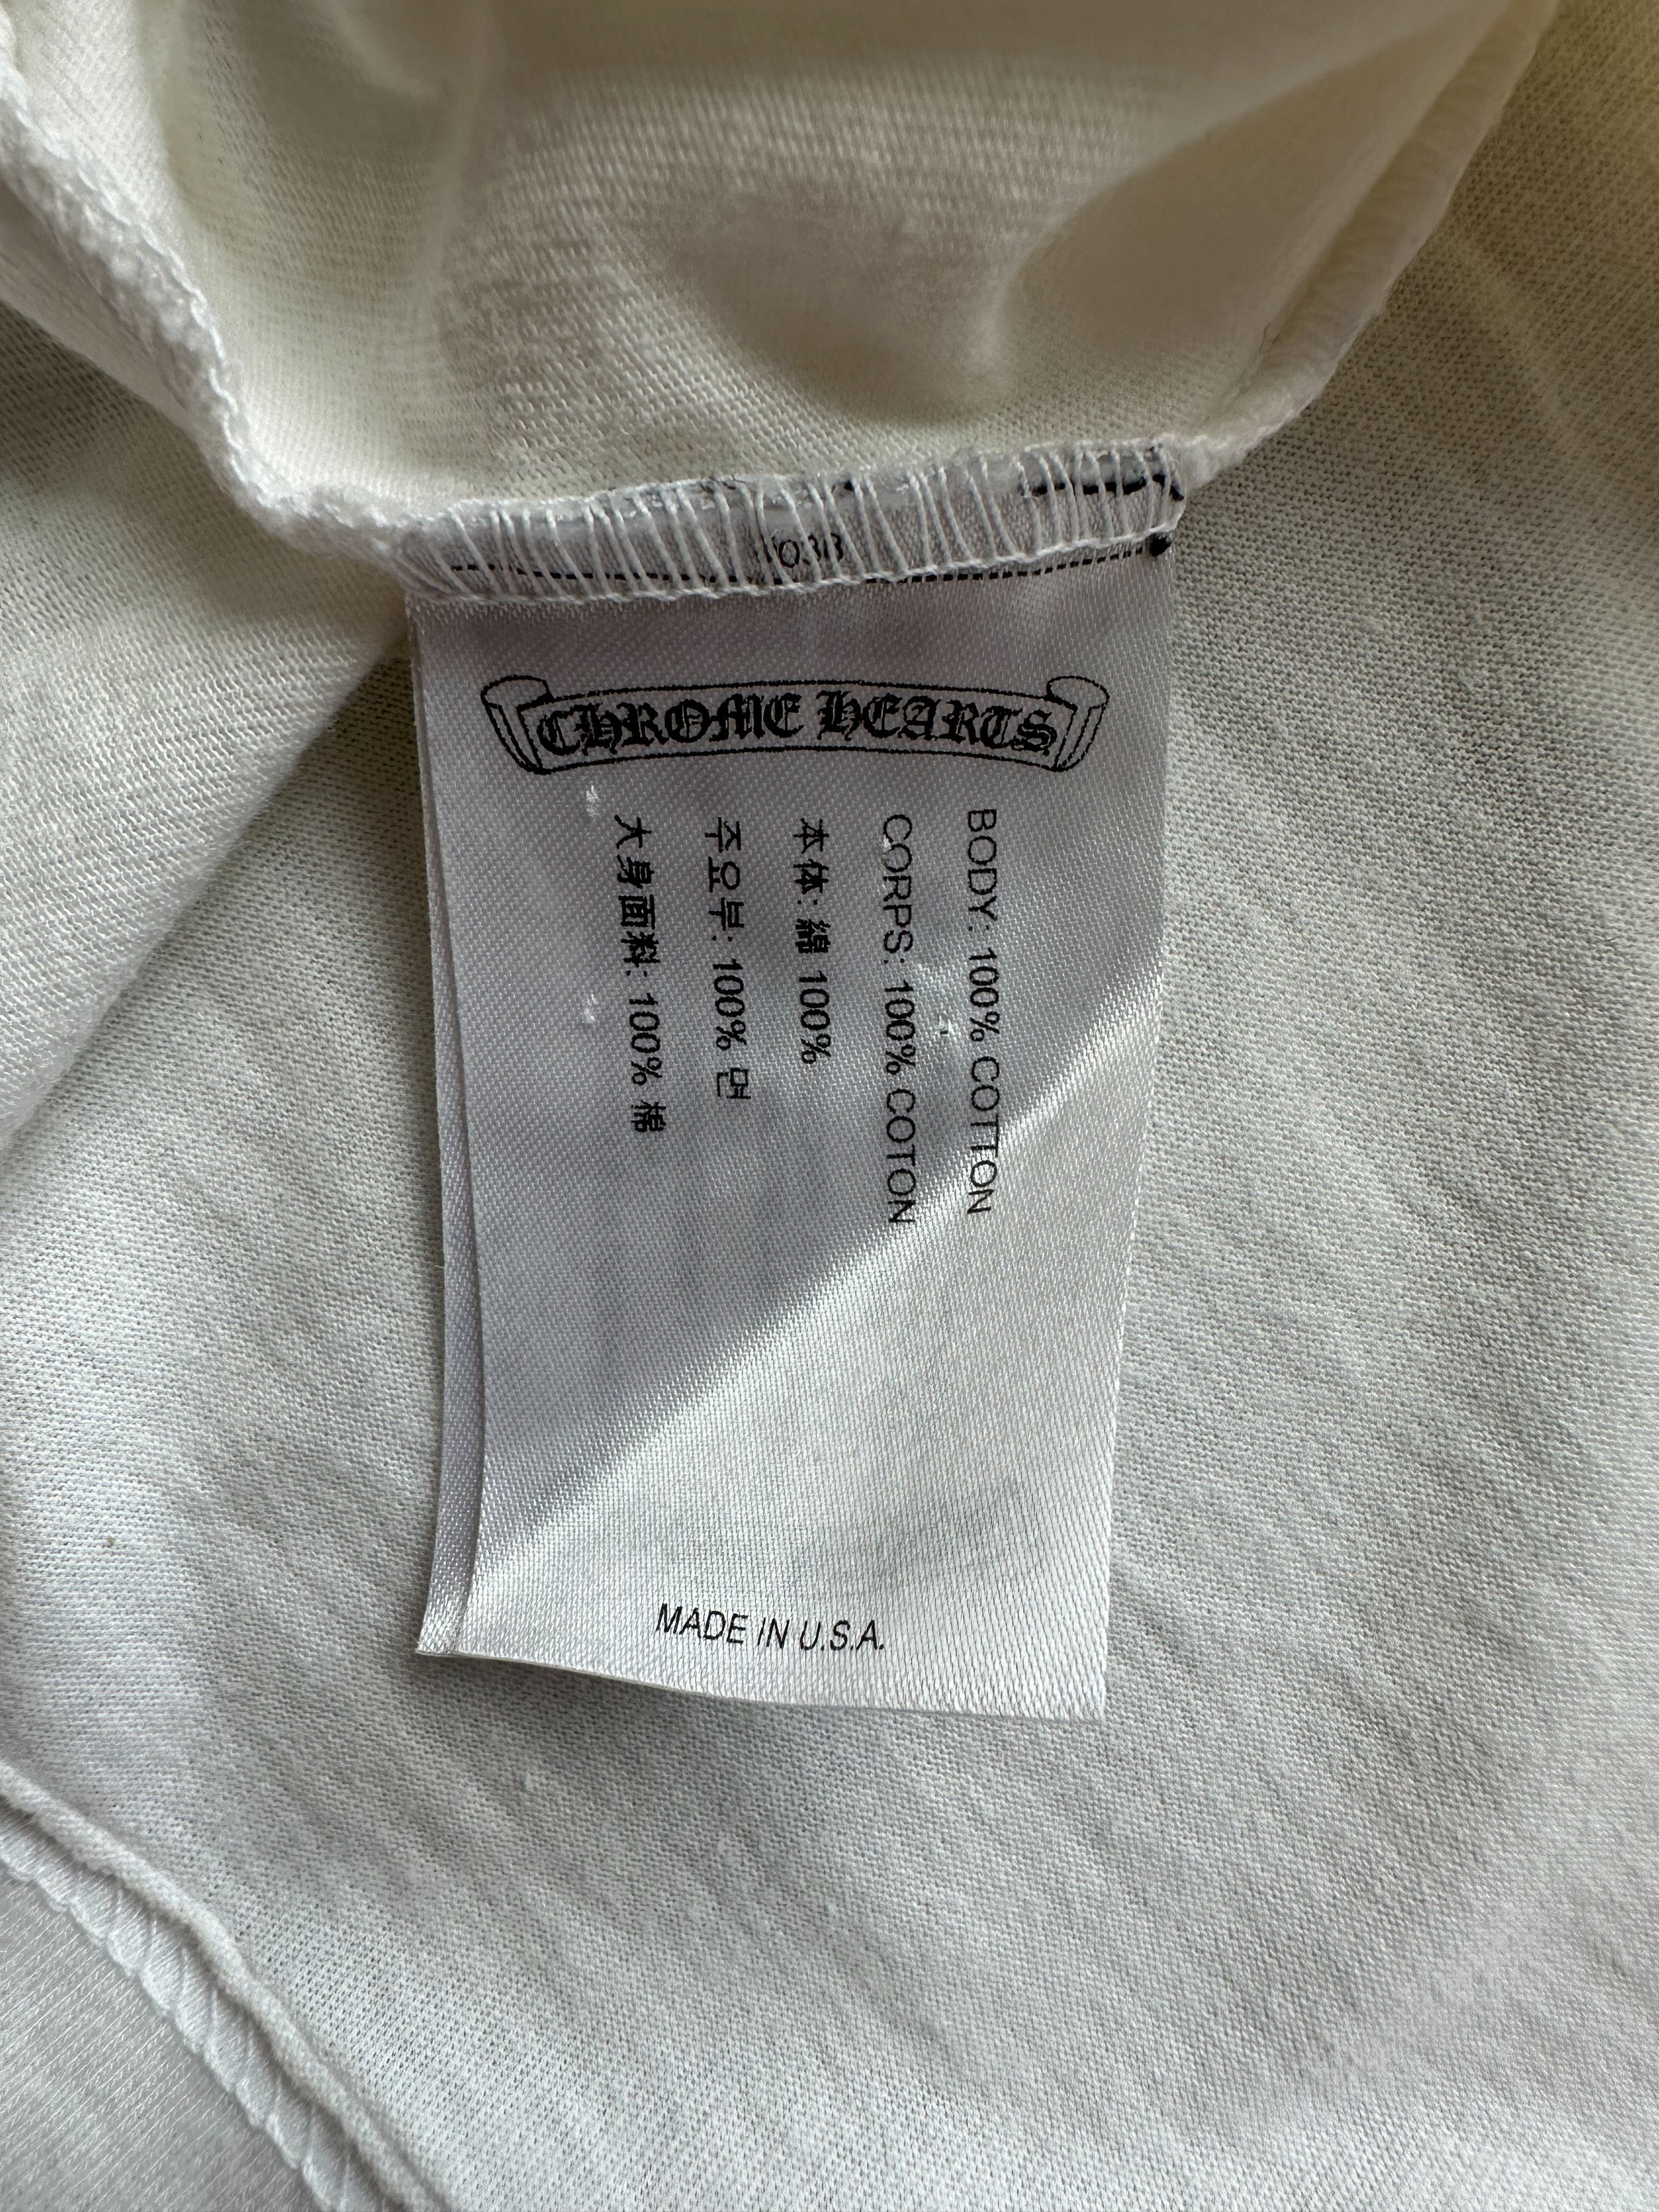 CHROME HEARTS
BODY: 100% COTTON
CORPS: 100% COTON
本体: 綿 100%
주요부: 100% 면
大身面料: 100% 棉
MADE IN U.S.A.